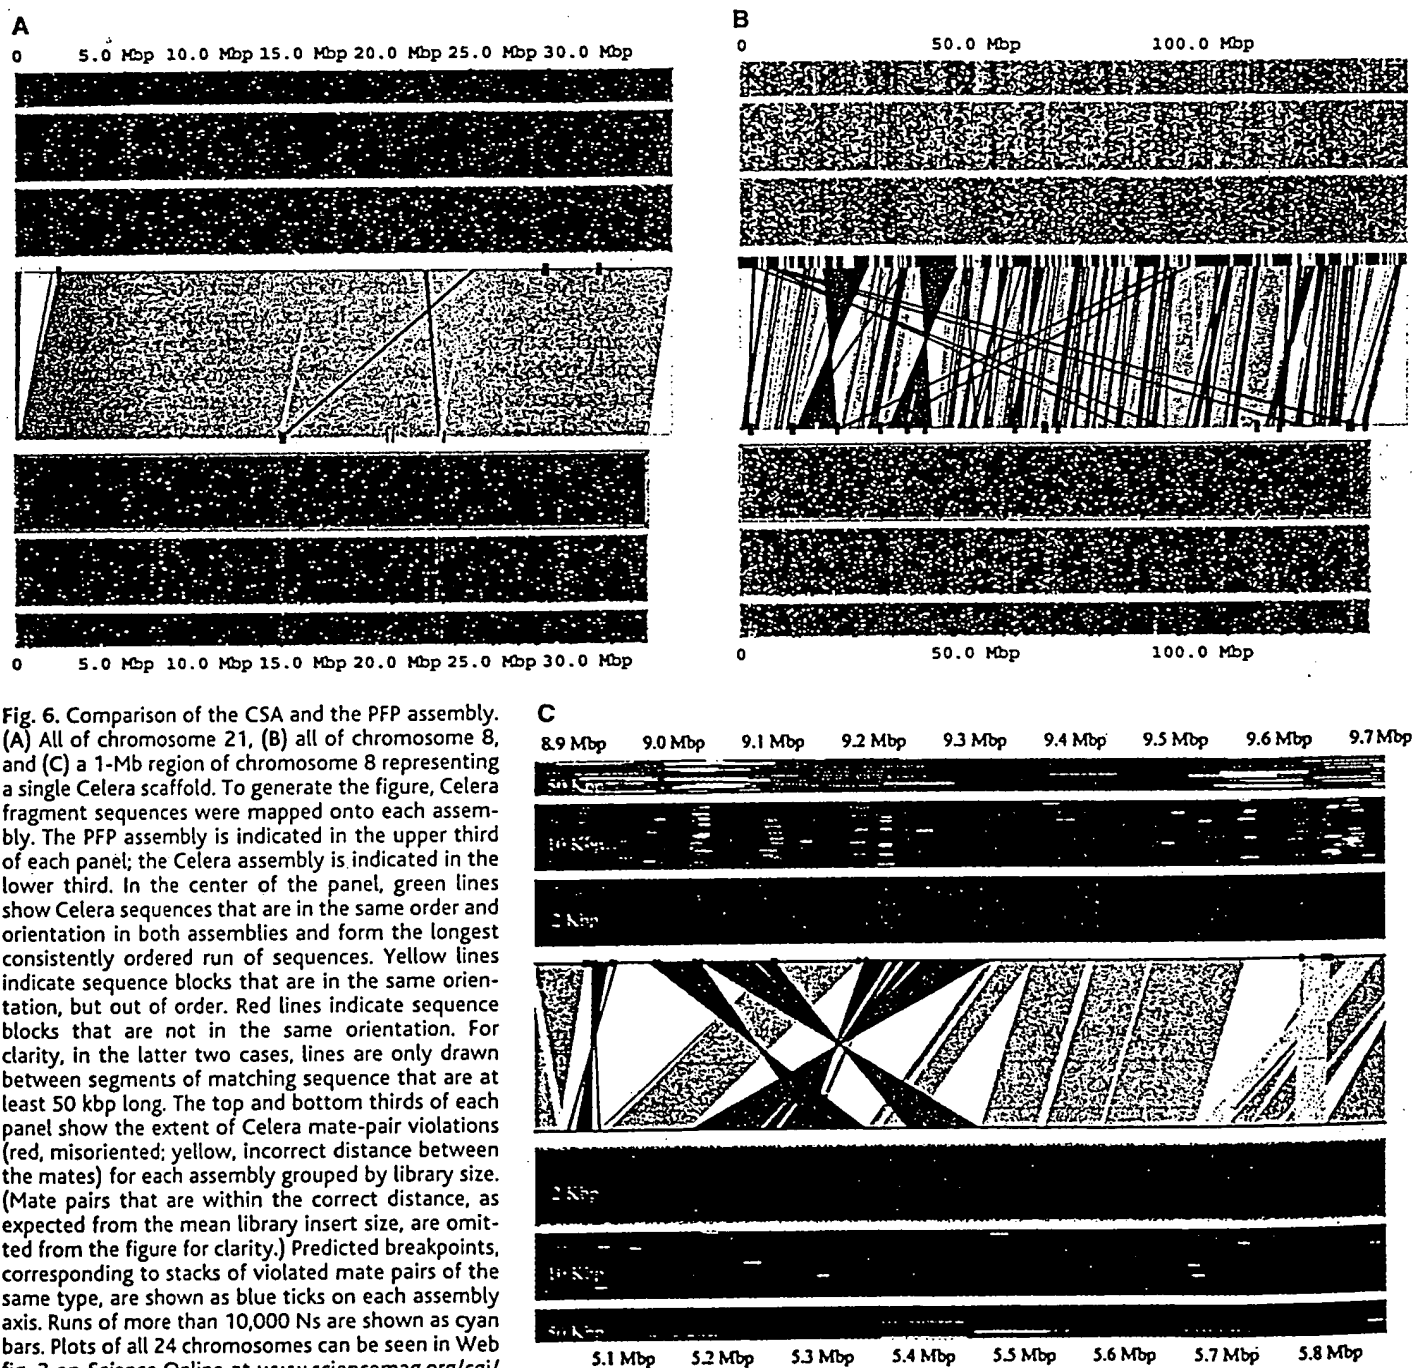 A
0 5.0 Mbp 10.0 Mbp 15.0 Mbp 20.0 Mbp 25.0 Mbp 30.0 Mbp
0 5.0 Mbp 10.0 Mbp 15.0 Mbp 20.0 Mbp 25.0 Mbp 30.0 Mbp
B
0 50.0 Mbp 100.0 Mbp
0 50.0 Mbp 100.0 Mbp
Fig. 6. Comparison of the CSA and the PFP assembly.
(A) All of chromosome 21, (B) all of chromosome 8,
and (C) a 1-Mb region of chromosome 8 representing
a single Celera scaffold. To generate the figure, Celera
fragment sequences were mapped onto each assem-
bly. The PFP assembly is indicated in the upper third
of each panel; the Celera assembly is indicated in the
lower third. In the center of the panel, green lines
show Celera sequences that are in the same order and
orientation in both assemblies and form the longest
consistently ordered run of sequences. Yellow lines
indicate sequence blocks that are in the same orien-
tation, but out of order. Red lines indicate sequence
blocks that are not in the same orientation. For
clarity, in the latter two cases, lines are only drawn
between segments of matching sequence that are at
least 50 kbp long. The top and bottom thirds of each
panel show the extent of Celera mate-pair violations
(red, misoriented; yellow, incorrect distance between
the mates) for each assembly grouped by library size.
(Mate pairs that are within the correct distance, as
expected from the mean library insert size, are omit-
ted from the figure for clarity.) Predicted breakpoints,
corresponding to stacks of violated mate pairs of the
same type, are shown as blue ticks on each assembly
axis. Runs of more than 10,000 Ns are shown as cyan
bars. Plots of all 24 chromosomes can be seen in Web
fig. 3 on Science Online at www.sciencemag.org/cgi/
C
8.9 Mbp 9.0 Mbp 9.1 Mbp 9.2 Mbp 9.3 Mbp 9.4 Mbp 9.5 Mbp 9.6 Mbp 9.7 Mbp
50 Kbp
10 Kbp
2 Kbp
2 Kbp
10 Kbp
50 Kbp
5.1 Mbp 5.2 Mbp 5.3 Mbp 5.4 Mbp 5.5 Mbp 5.6 Mbp 5.7 Mbp 5.8 Mbp